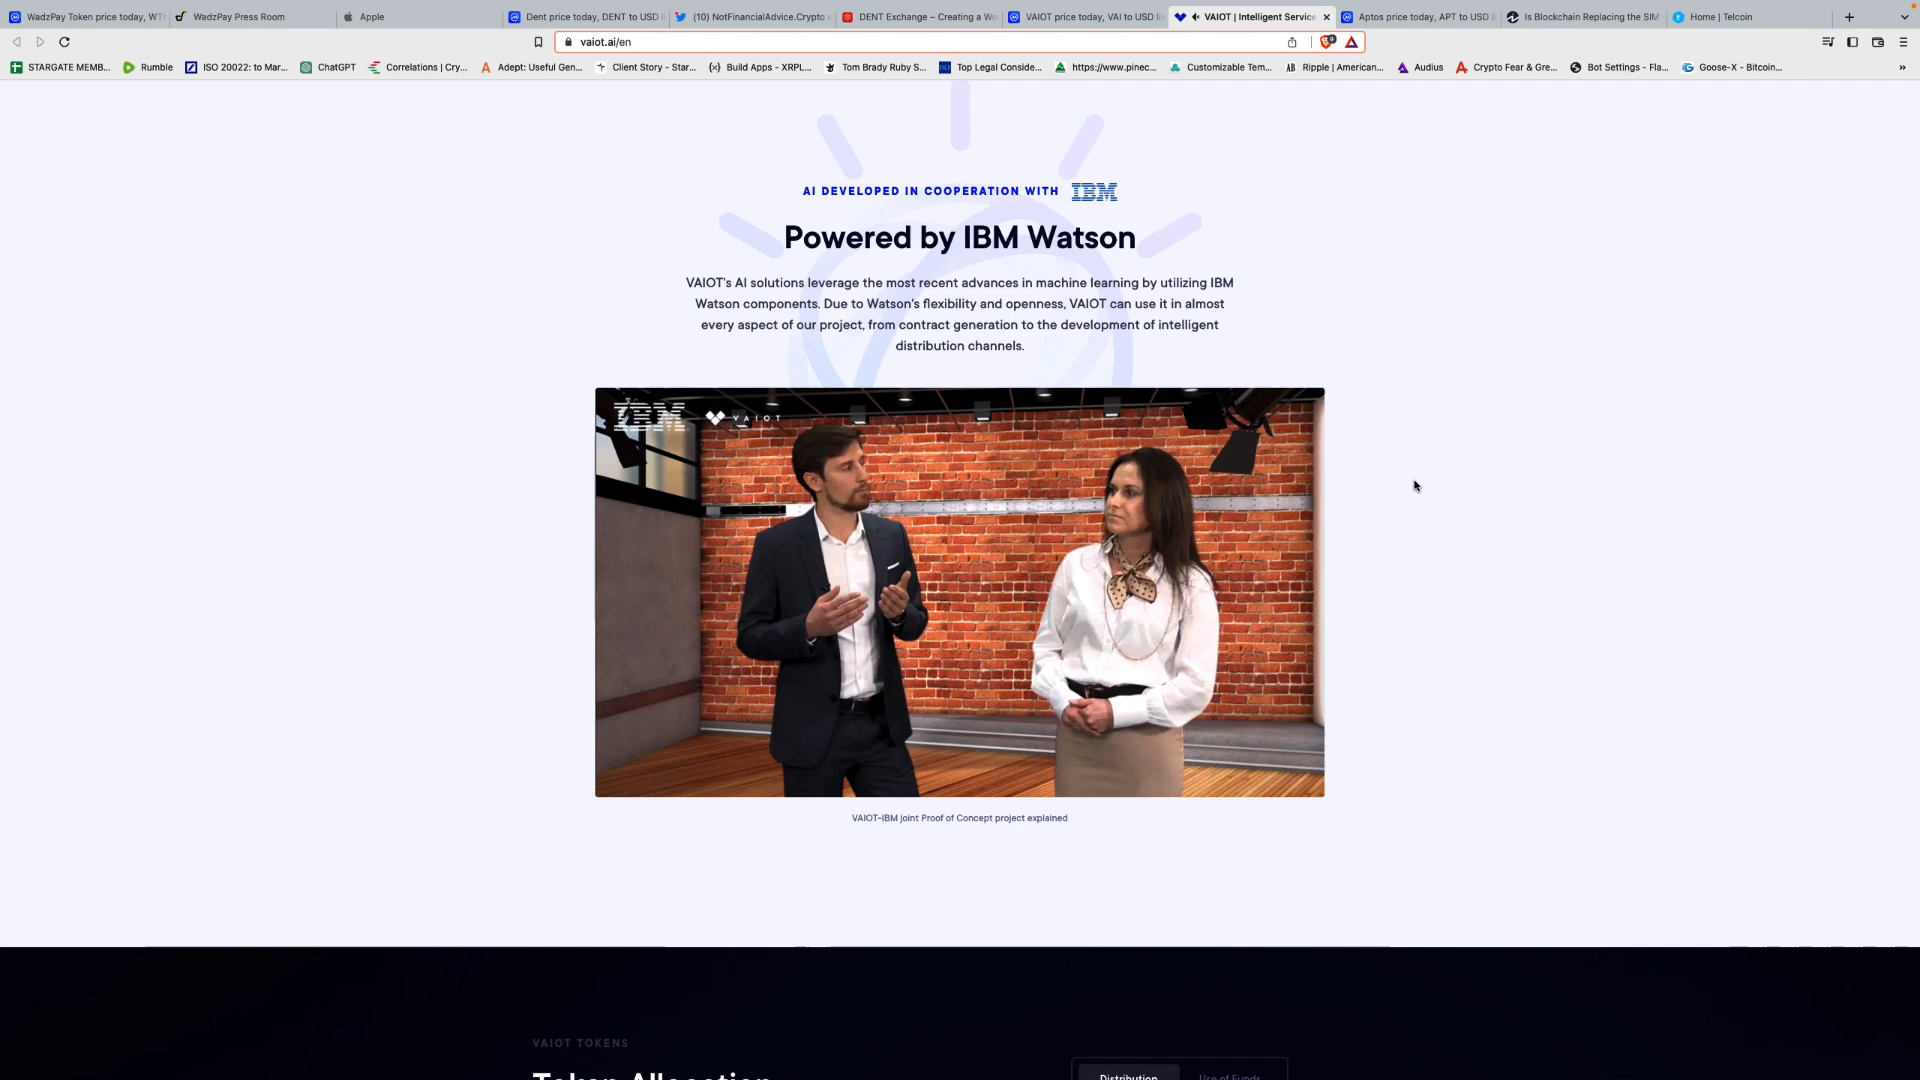 WadzPay Token price today, WT
WadzPay Press Room
Apple
Dent price today, DENT to USD l
(10) NotFinancialAdvice.Crypto
DENT Exchange – Creating a Wo
VAIOT price today, VAI to USD li
VAIOT | Intelligent Service
Aptos price today, APT to USD l
Is Blockchain Replacing the SIM
Home | Telcoin
vaiot.ai/en
STARGATE MEMB...
Rumble
ISO 20022: to Mar...
ChatGPT
Correlations | Cry...
Adept: Useful Gen...
Client Story - Star...
Build Apps - XRPL...
Tom Brady Ruby S...
Top Legal Conside...
https://www.pinec...
Customizable Tem...
AB Ripple | American...
Audius
Crypto Fear & Gre...
Bot Settings - Fla...
Goose-X - Bitcoin...
AI DEVELOPED IN COOPERATION WITH IBM
Powered by IBM Watson
VAIOT's AI solutions leverage the most recent advances in machine learning by utilizing IBM
Watson components. Due to Watson's flexibility and openness, VAIOT can use it in almost
every aspect of our project, from contract generation to the development of intelligent
distribution channels.
IBM VAIOT
VAIOT-IBM joint Proof of Concept project explained
VAIOT TOKENS
Token Allocation
Distribution
Use of Funds